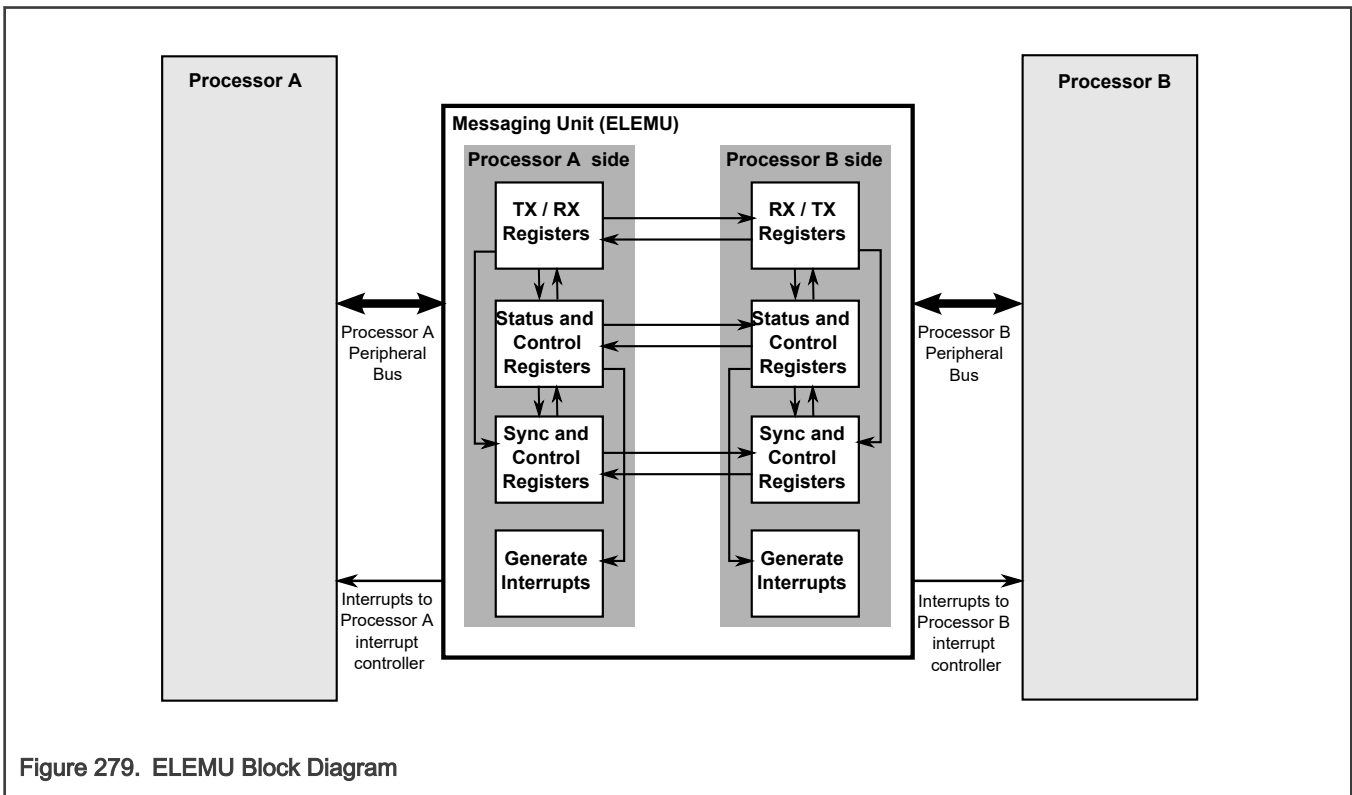 Processor A
Processor B
Messaging Unit (ELEMU)
Processor A side
Processor B side
TX / RX
Registers
RX / TX
Registers
Status and
Control
Registers
Status and
Control
Registers
Processor A
Peripheral
Bus
Processor B
Peripheral
Bus
Sync and
Control
Registers
Sync and
Control
Registers
Generate
Interrupts
Generate
Interrupts
Interrupts to
Processor A
interrupt
controller
Interrupts to
Processor B
interrupt
controller
Figure 279. ELEMU Block Diagram